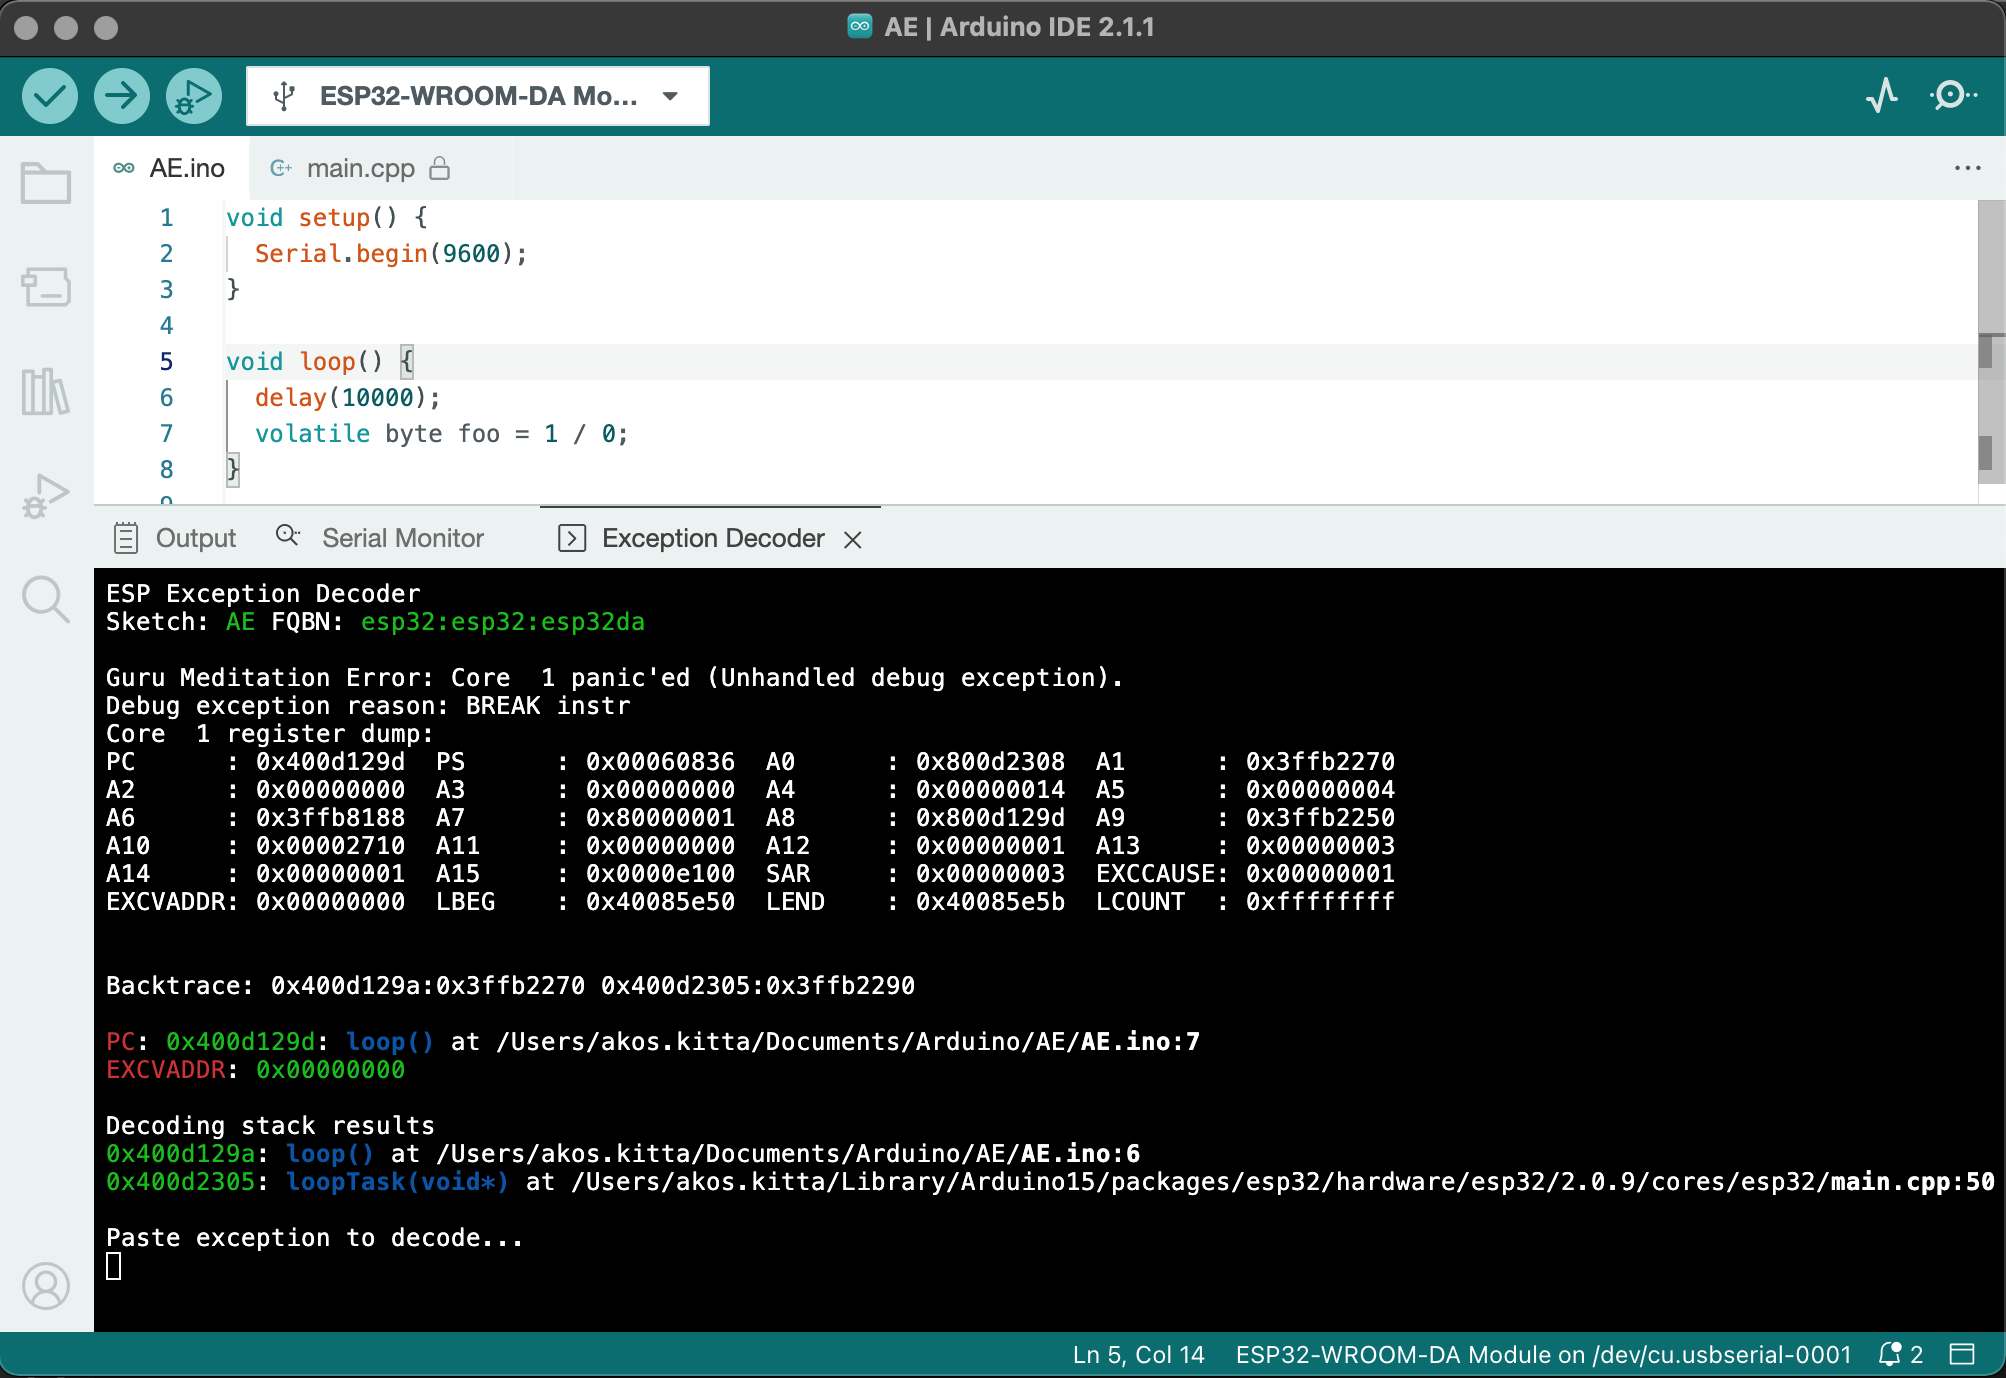 AE | Arduino IDE 2.1.1
ESP32-WROOM-DA Mo...
AE.ino
main.cpp
1 void setup() {
2 Serial.begin(9600);
3 }
4
5 void loop() {
6 delay(10000);
7 volatile byte foo = 1 / 0;
8 }
Output
Serial Monitor
Exception Decoder
ESP Exception Decoder
Sketch: AE FQBN: esp32:esp32:esp32da
Guru Meditation Error: Core  1 panic'ed (Unhandled debug exception).
Debug exception reason: BREAK instr
Core  1 register dump:
PC      : 0x400d129d  PS      : 0x00060836  A0      : 0x800d2308  A1      : 0x3ffb2270
A2      : 0x00000000  A3      : 0x00000000  A4      : 0x00000014  A5      : 0x00000004
A6      : 0x3ffb8188  A7      : 0x80000001  A8      : 0x800d129d  A9      : 0x3ffb2250
A10     : 0x00002710  A11     : 0x00000000  A12     : 0x00000001  A13     : 0x00000003
A14     : 0x00000001  A15     : 0x0000e100  SAR     : 0x00000003  EXCCAUSE: 0x00000001
EXCVADDR: 0x00000000  LBEG    : 0x40085e50  LEND    : 0x40085e5b  LCOUNT  : 0xffffffff
Backtrace: 0x400d129a:0x3ffb2270 0x400d2305:0x3ffb2290
PC: 0x400d129d: loop() at /Users/akos.kitta/Documents/Arduino/AE/AE.ino:7
EXCVADDR: 0x00000000
Decoding stack results
0x400d129a: loop() at /Users/akos.kitta/Documents/Arduino/AE/AE.ino:6
0x400d2305: loopTask(void*) at /Users/akos.kitta/Library/Arduino15/packages/esp32/hardware/esp32/2.0.9/cores/esp32/main.cpp:50
Paste exception to decode...
Ln 5, Col 14
ESP32-WROOM-DA Module on /dev/cu.usbserial-0001
2